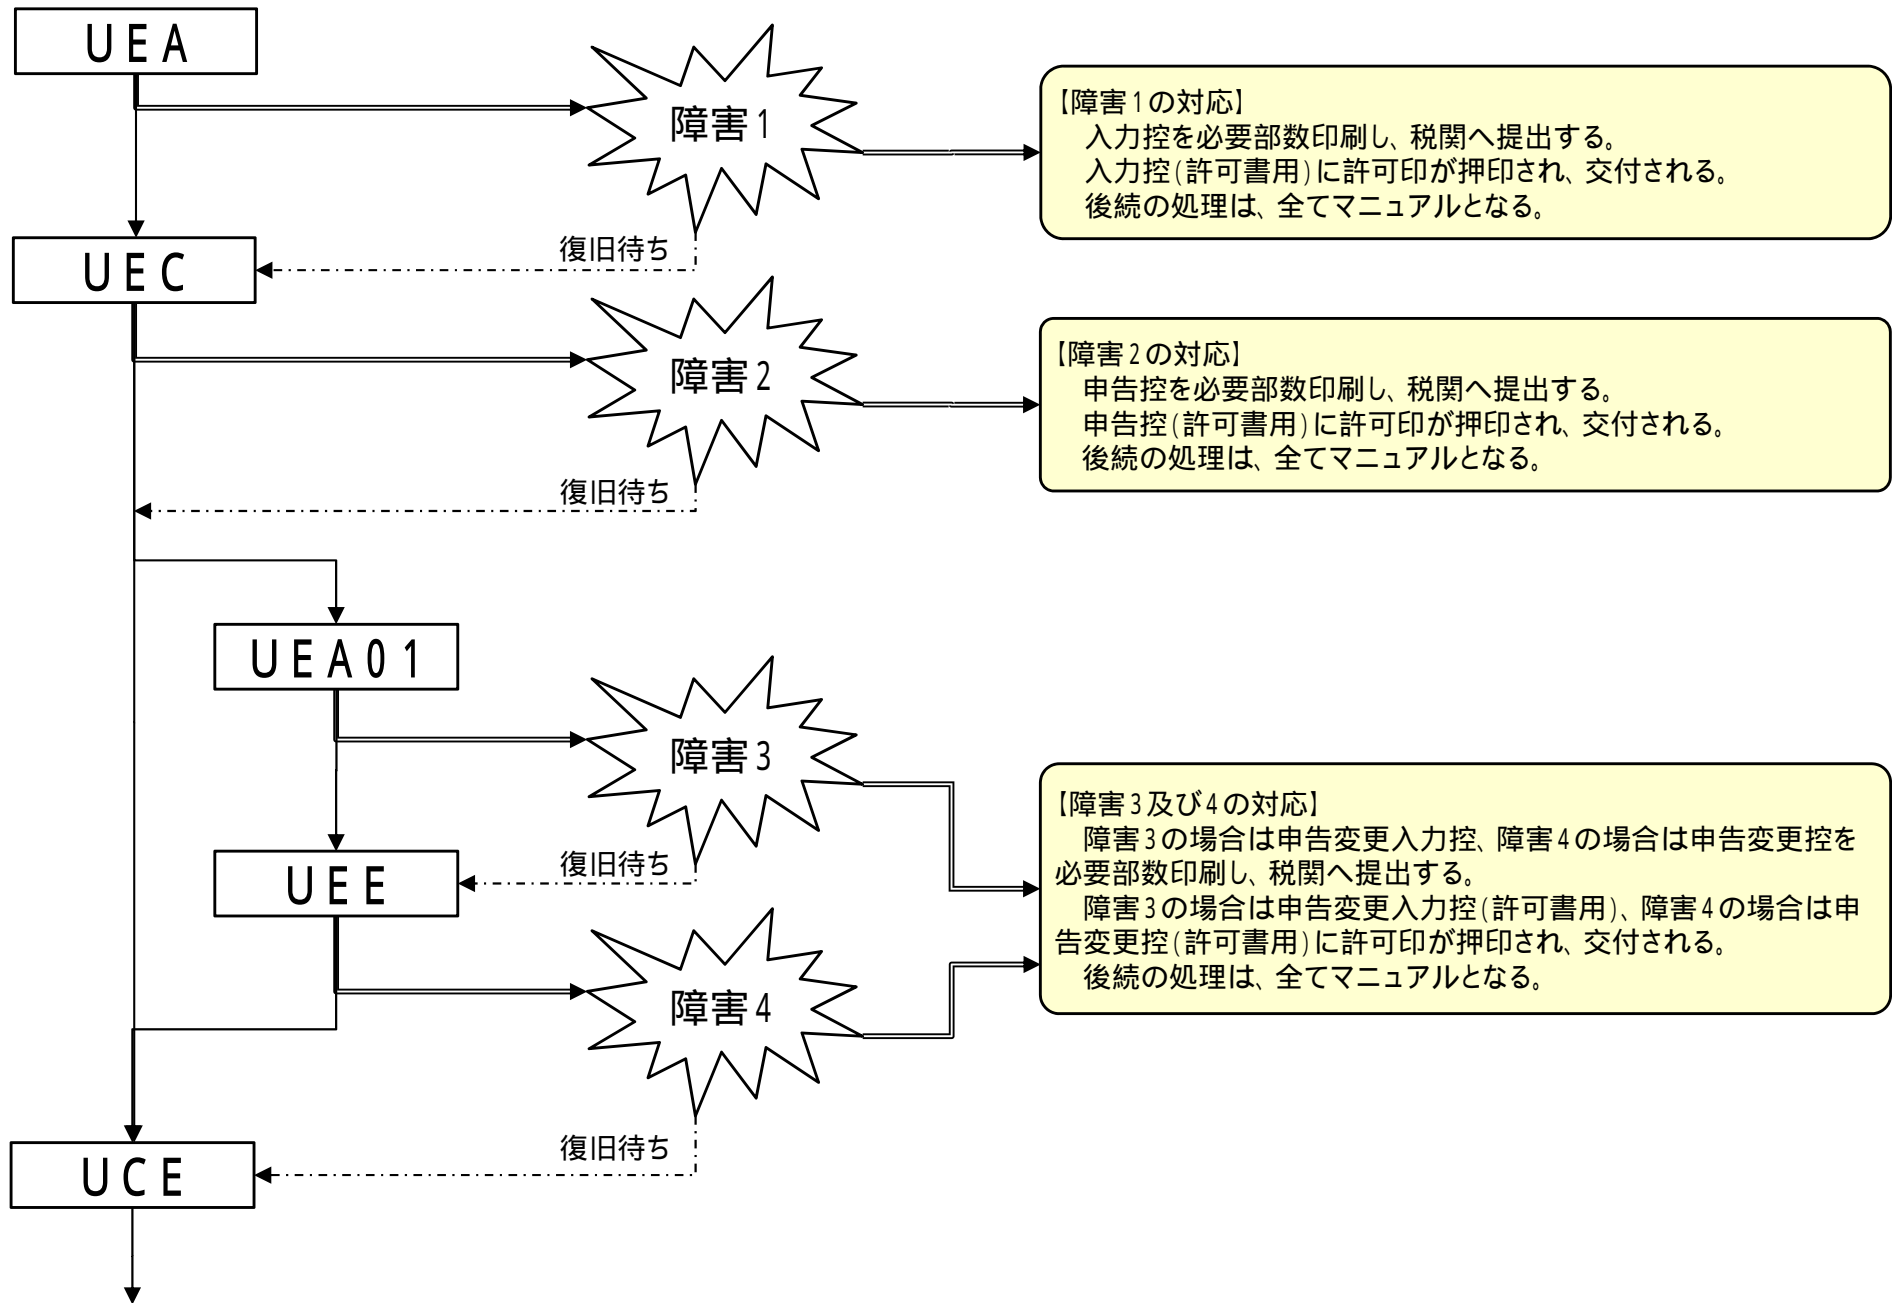 UEA
障害1
【障害1の対応】
入力控を必要部数印刷し、税関へ提出する。
入力控(許可書用)に許可印が押印され、交付される。
後続の処理は、全てマニュアルとなる。
復旧待ち
UEC
障害2
【障害2の対応】
申告控を必要部数印刷し、税関へ提出する。
申告控(許可書用)に許可印が押印され、交付される。
後続の処理は、全てマニュアルとなる。
復旧待ち
UEA01
障害3
【障害3及び4の対応】
障害3の場合は申告変更入力控、障害4の場合は申告変更控を
必要部数印刷し、税関へ提出する。
障害3の場合は申告変更入力控(許可書用)、障害4の場合は申
告変更控(許可書用)に許可印が押印され、交付される。
後続の処理は、全てマニュアルとなる。
復旧待ち
UEE
障害4
復旧待ち
UCE